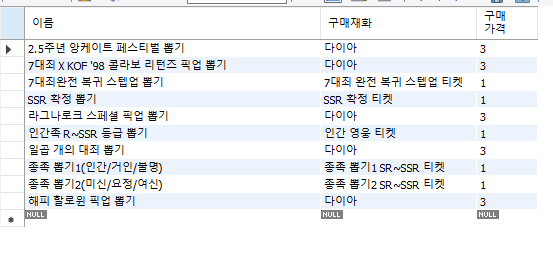 이름 구매재화 구매
가격
2.5주년 앙케이트 페스티벌 뽑기 다이아 3
7대죄 X KOF '98 콜라보 리턴즈 픽업 뽑기 다이아 3
7대죄완전 복귀 스텝업 뽑기 7대죄 완전 복귀 스텝업 티켓 1
SSR 확정 뽑기 SSR 확정 티켓 1
라그나로크 스페셜 픽업 뽑기 다이아 3
인간족 R~SSR 등급 뽑기 인간 영웅 티켓 1
일곱 개의 대죄 뽑기 다이아 3
종족 뽑기1(인간/거인/불명) 종족 뽑기1 SR~SSR 티켓 1
종족 뽑기2(마신/요정/여신) 종족 뽑기2 SR~SSR 티켓 1
해피 할로윈 픽업 뽑기 다이아 3
NULL NULL NULL